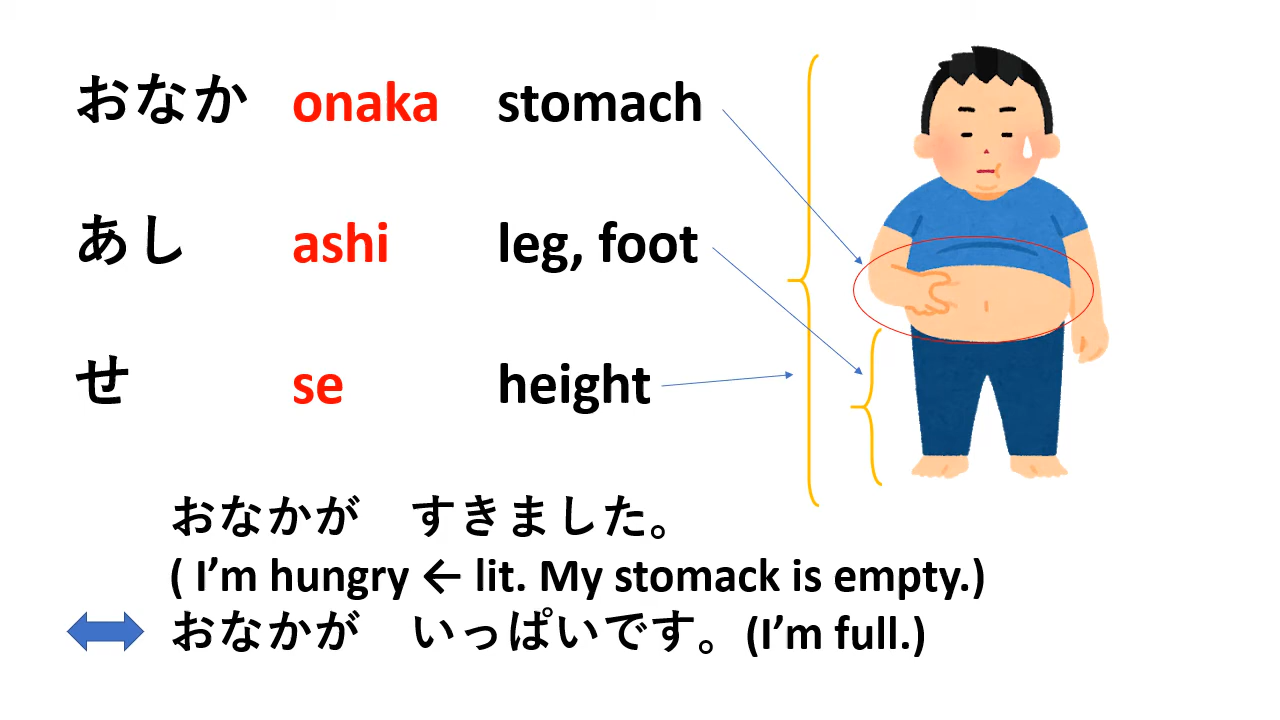 おなか onaka stomach
あし ashi leg, foot
せ se height
おなかが　すきました。
( I’m hungry ← lit. My stomack is empty.)
おなかが　いっぱいです。(I’m full.)